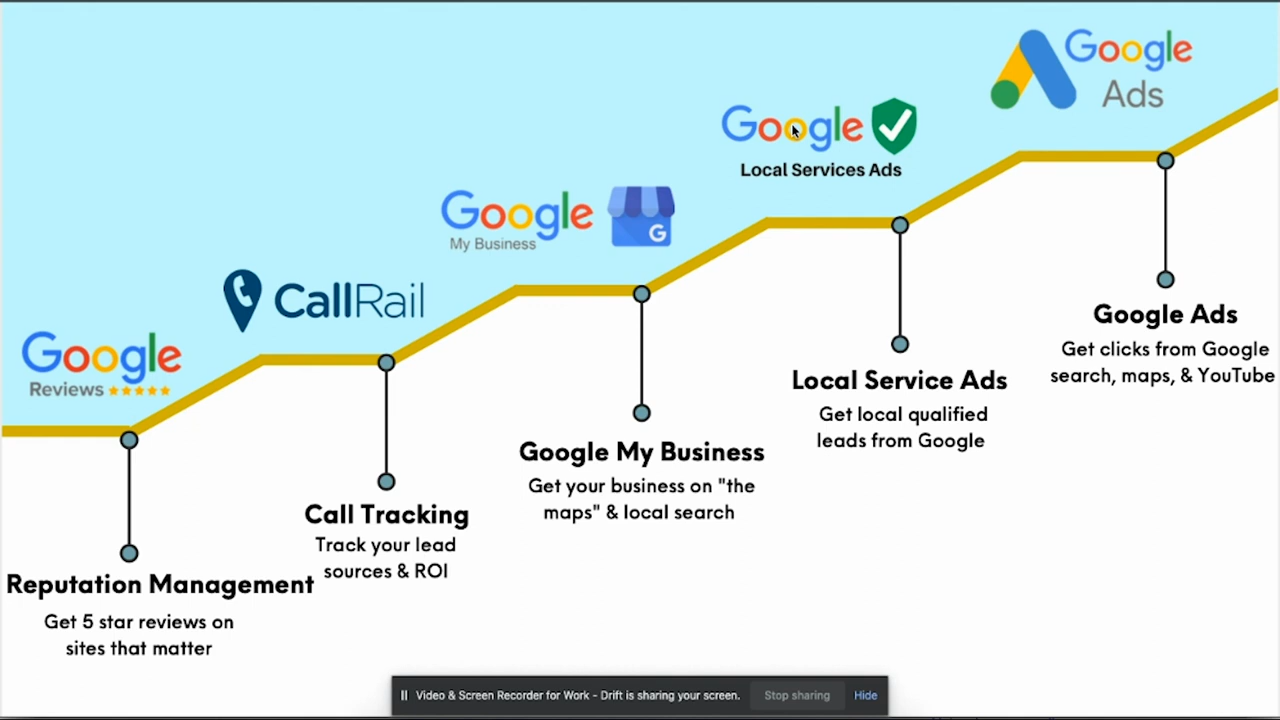 Google
Ads
Google
Local Services Ads
Google
My Business
G
CallRail
Google
Reviews
Google Ads
Get clicks from Google
search, maps, & YouTube
Local Service Ads
Get local qualified
leads from Google
Google My Business
Get your business on "the
maps" & local search
Call Tracking
Track your lead
sources & ROI
Reputation Management
Get 5 star reviews on
sites that matter
Video & Screen Recorder for Work - Drift is sharing your screen. Stop sharing Hide